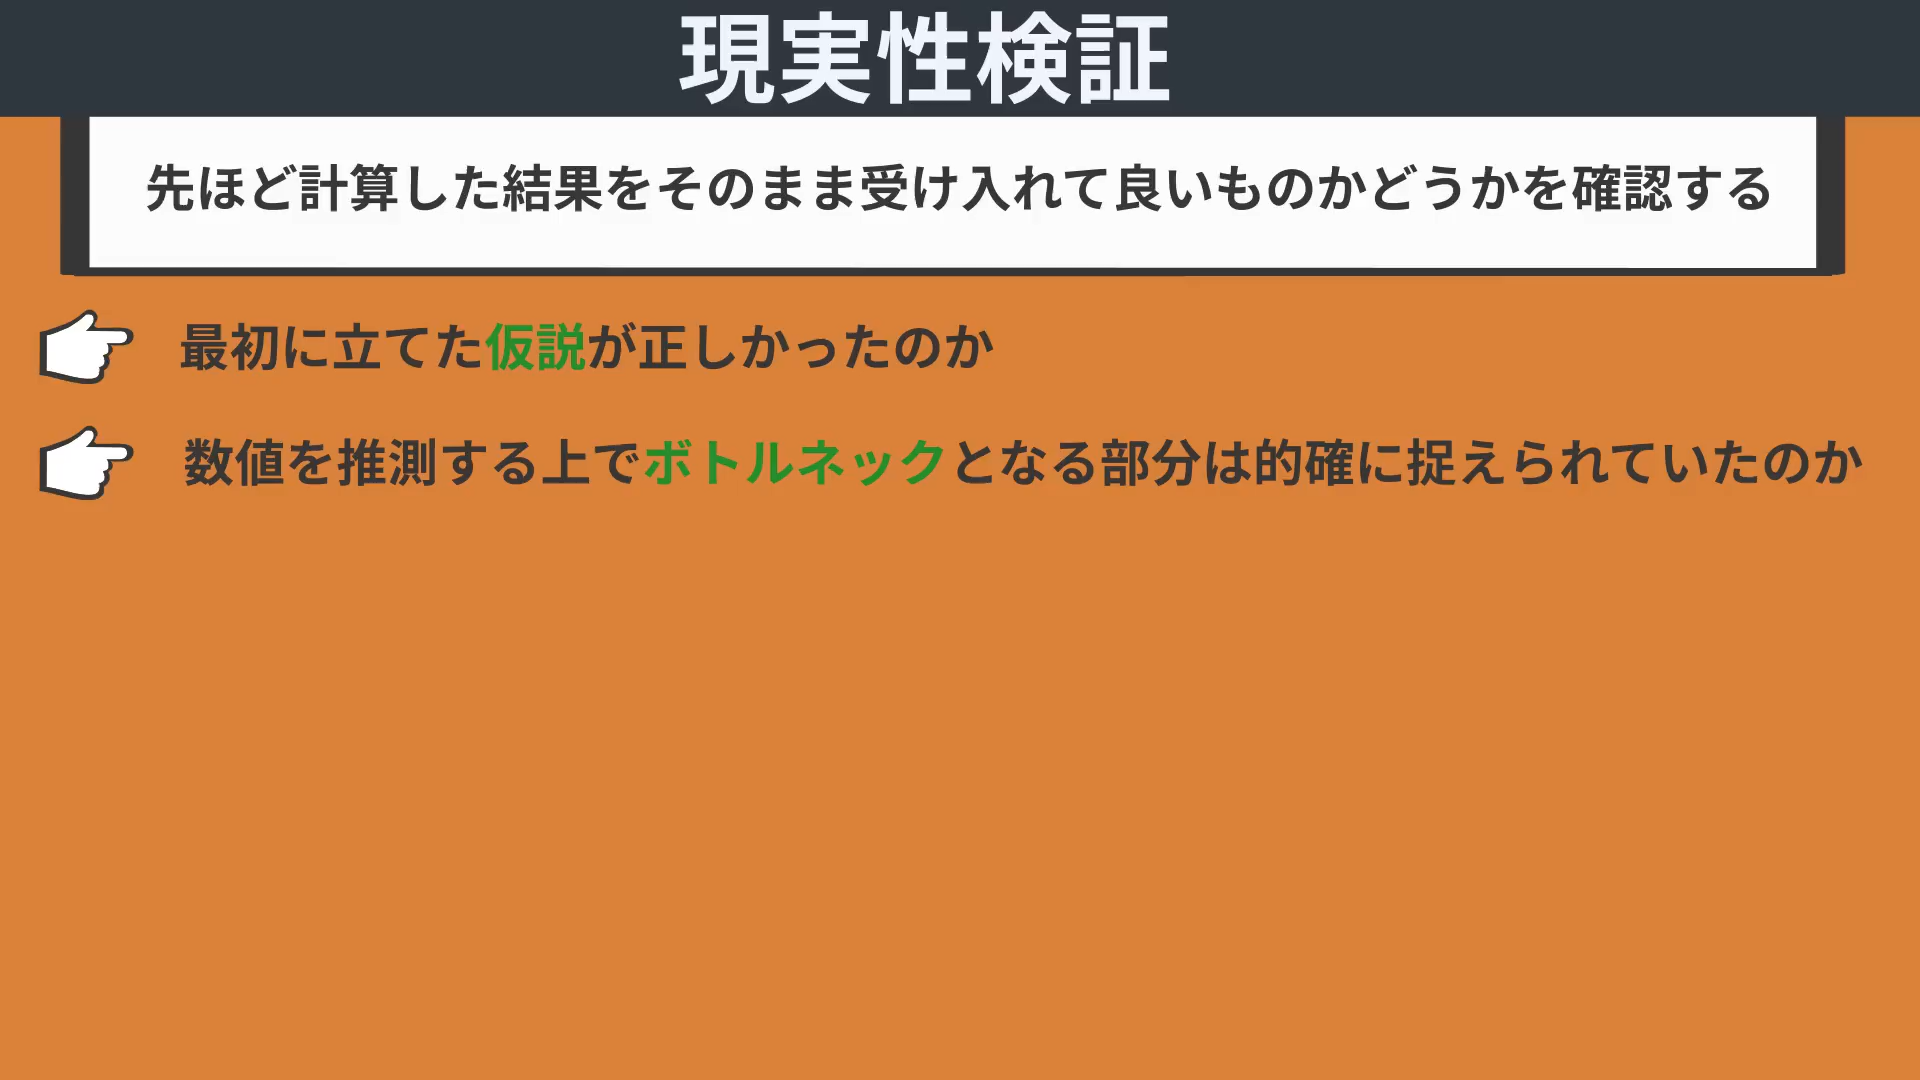 現実性検証
先ほど計算した結果をそのまま受け入れて良いものかどうかを確認する
最初に立てた仮説が正しかったのか
数値を推測する上でボトルネックとなる部分は的確に捉えられていたのか